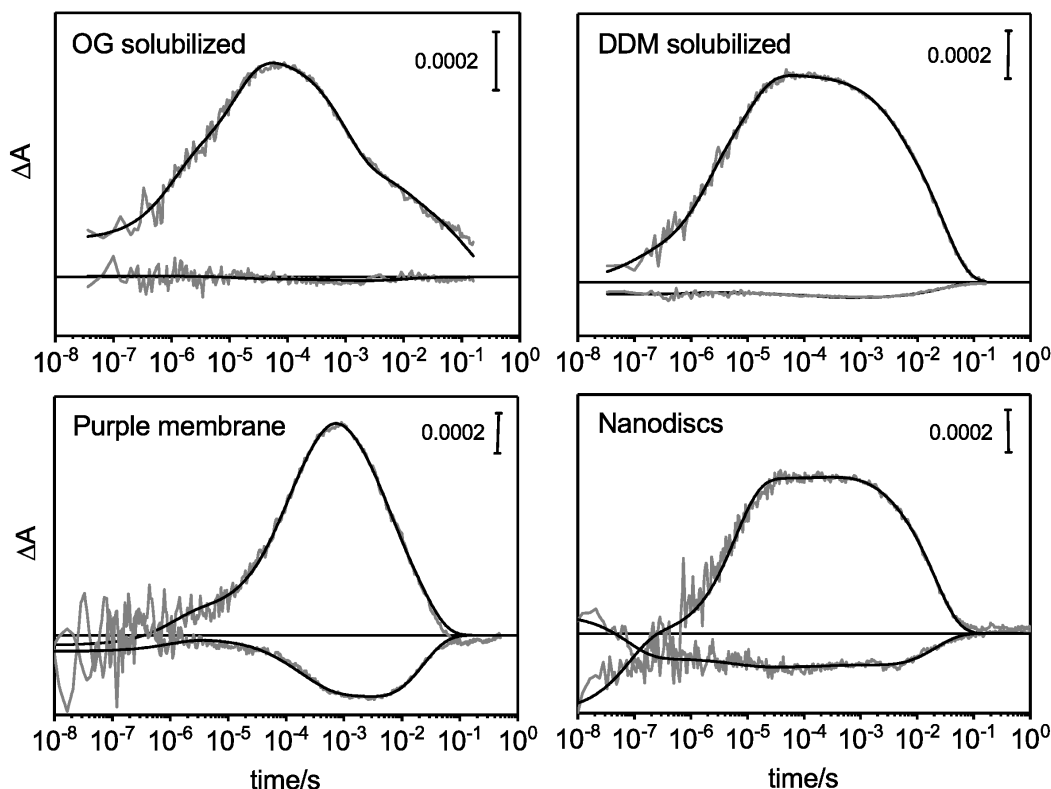 OG solubilized
0.0002
DDM solubilized
0.0002
ΔA
10⁻⁸ 10⁻⁷ 10⁻⁶ 10⁻⁵ 10⁻⁴ 10⁻³ 10⁻² 10⁻¹ 10⁰
10⁻⁸ 10⁻⁷ 10⁻⁶ 10⁻⁵ 10⁻⁴ 10⁻³ 10⁻² 10⁻¹ 10⁰
Purple membrane
0.0002
Nanodiscs
0.0002
ΔA
10⁻⁸ 10⁻⁷ 10⁻⁶ 10⁻⁵ 10⁻⁴ 10⁻³ 10⁻² 10⁻¹ 10⁰
10⁻⁸ 10⁻⁷ 10⁻⁶ 10⁻⁵ 10⁻⁴ 10⁻³ 10⁻² 10⁻¹ 10⁰
time/s
time/s